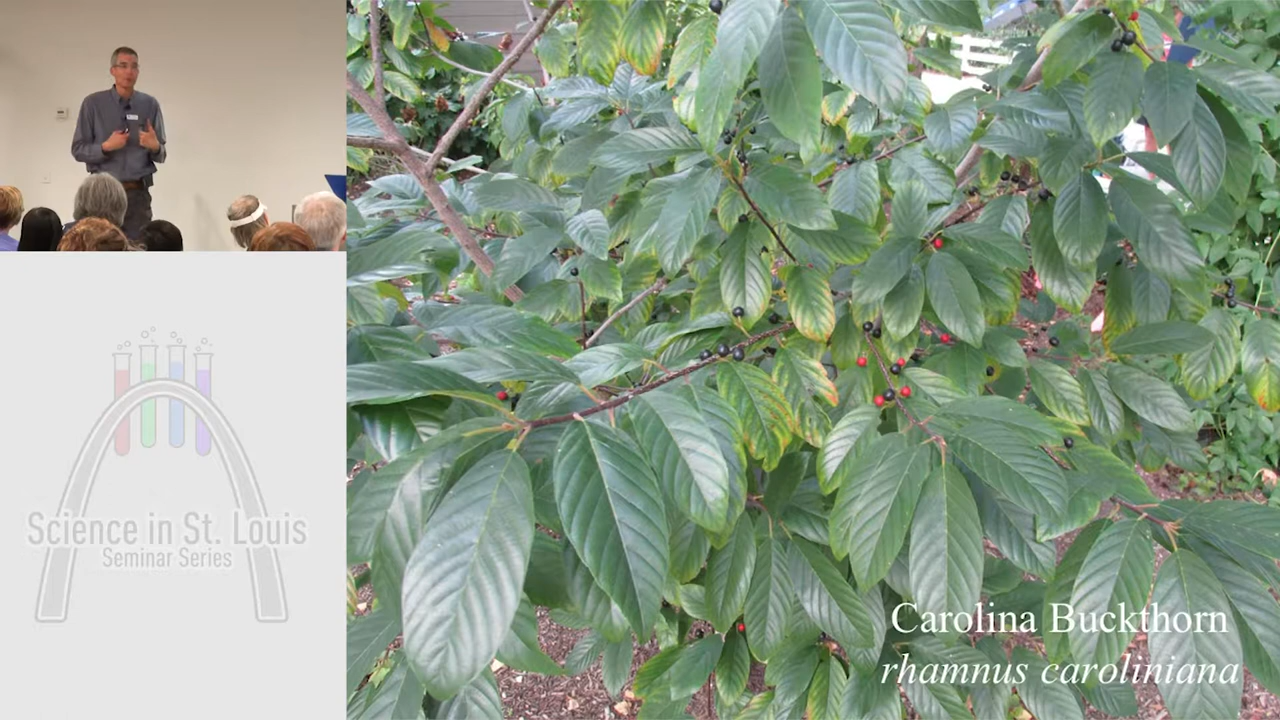 Science in St. Louis
Seminar Series
Carolina Buckthorn
rhamnus caroliniana